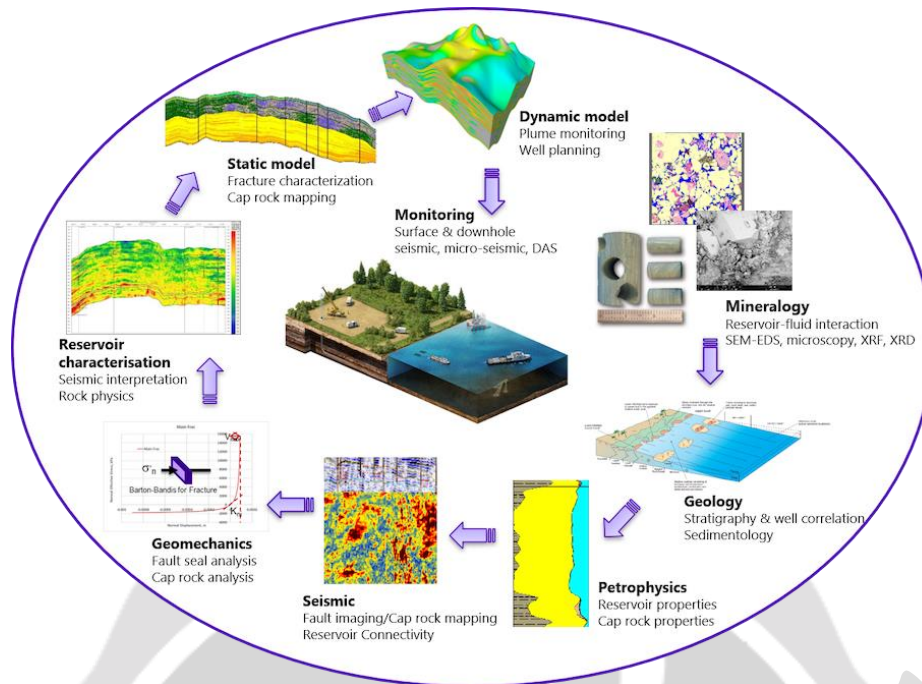 Dynamic model
Plume monitoring
Well planning
Static model
Fracture characterization
Cap rock mapping
Monitoring
Surface & downhole
seismic, micro-seismic, DAS
Mineralogy
Reservoir-fluid interaction
SEM-EDS, microscopy, XRF, XRD
Reservoir
characterisation
Seismic interpretation
Rock physics
σ'n
Barton-Bandis for Fracture
Geomechanics
Fault seal analysis
Cap rock analysis
Geology
Stratigraphy & well correlation
Sedimentology
Seismic
Fault imaging/Cap rock mapping
Reservoir Connectivity
Petrophysics
Reservoir properties
Cap rock properties